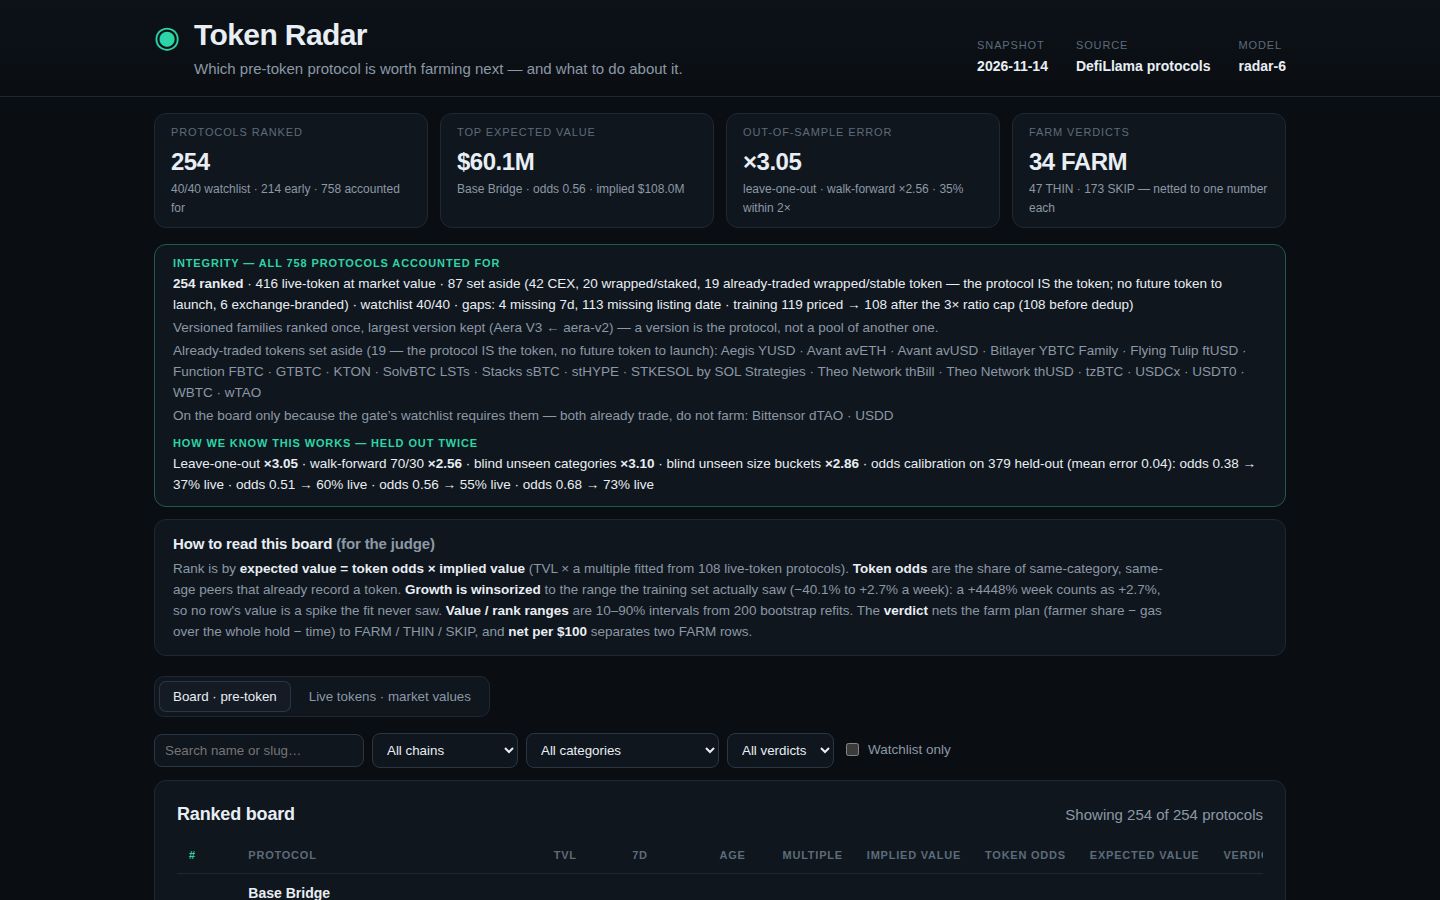 Token Radar
Which pre-token protocol is worth farming next — and what to do about it.
SNAPSHOT
2026-11-14
SOURCE
DefiLlama protocols
MODEL
radar-6
PROTOCOLS RANKED
254
40/40 watchlist · 214 early · 758 accounted
for
TOP EXPECTED VALUE
$60.1M
Base Bridge · odds 0.56 · implied $108.0M
OUT-OF-SAMPLE ERROR
×3.05
leave-one-out · walk-forward ×2.56 · 35%
within 2×
FARM VERDICTS
34 FARM
47 THIN · 173 SKIP — netted to one number
each
INTEGRITY — ALL 758 PROTOCOLS ACCOUNTED FOR
254 ranked · 416 live-token at market value · 87 set aside (42 CEX, 20 wrapped/staked, 19 already-traded wrapped/stable token — the protocol IS the token; no future token to
launch, 6 exchange-branded) · watchlist 40/40 · gaps: 4 missing 7d, 113 missing listing date · training 119 priced → 108 after the 3× ratio cap (108 before dedup)
Versioned families ranked once, largest version kept (Aera V3 ← aera-v2) — a version is the protocol, not a pool of another one.
Already-traded tokens set aside (19 — the protocol IS the token, no future token to launch): Aegis YUSD · Avant avETH · Avant avUSD · Bitlayer YBTC Family · Flying Tulip ftUSD ·
Function FBTC · GTBTC · KTON · SolvBTC LSTs · Stacks sBTC · stHYPE · STKESOL by SOL Strategies · Theo Network thBill · Theo Network thUSD · tzBTC · USDCx · USDT0 ·
WBTC · wTAO
On the board only because the gate's watchlist requires them — both already trade, do not farm: Bittensor dTAO · USDD
HOW WE KNOW THIS WORKS — HELD OUT TWICE
Leave-one-out ×3.05 · walk-forward 70/30 ×2.56 · blind unseen categories ×3.10 · blind unseen size buckets ×2.86 · odds calibration on 379 held-out (mean error 0.04): odds 0.38 →
37% live · odds 0.51 → 60% live · odds 0.56 → 55% live · odds 0.68 → 73% live
How to read this board (for the judge)
Rank is by expected value = token odds × implied value (TVL × a multiple fitted from 108 live-token protocols). Token odds are the share of same-category, same-
age peers that already record a token. Growth is winsorized to the range the training set actually saw (−40.1% to +2.7% a week): a +4448% week counts as +2.7%,
so no row's value is a spike the fit never saw. Value / rank ranges are 10–90% intervals from 200 bootstrap refits. The verdict nets the farm plan (farmer share − gas
over the whole hold − time) to FARM / THIN / SKIP, and net per $100 separates two FARM rows.
Board · pre-token
Live tokens · market values
Search name or slug…
All chains
All categories
All verdicts
Watchlist only
Ranked board
Showing 254 of 254 protocols
# PROTOCOL TVL 7D AGE MULTIPLE IMPLIED VALUE TOKEN ODDS EXPECTED VALUE
Base Bridge